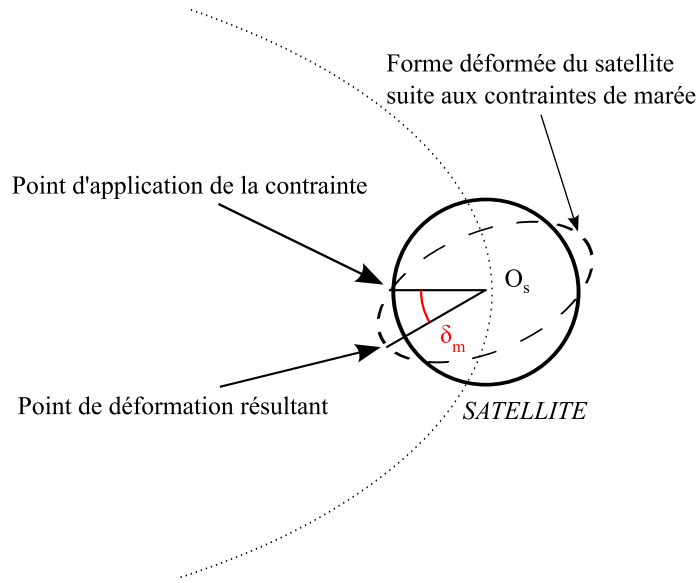 Forme déformée du satellite
suite aux contraintes de marée
Point d'application de la contrainte
Oₛ
δₘ
Point de déformation résultant
SATELLITE